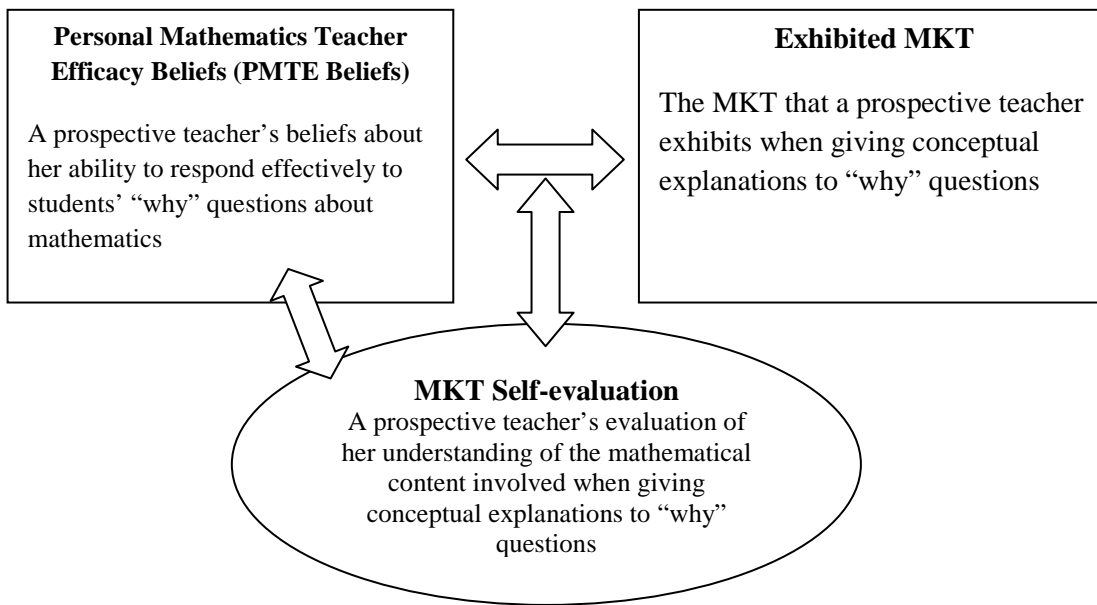 Personal Mathematics Teacher
Efficacy Beliefs (PMTE Beliefs)
A prospective teacher’s beliefs about
her ability to respond effectively to
students’ “why” questions about
mathematics
Exhibited MKT
The MKT that a prospective teacher
exhibits when giving conceptual
explanations to “why” questions
MKT Self-evaluation
A prospective teacher’s evaluation of
her understanding of the mathematical
content involved when giving
conceptual explanations to “why”
questions